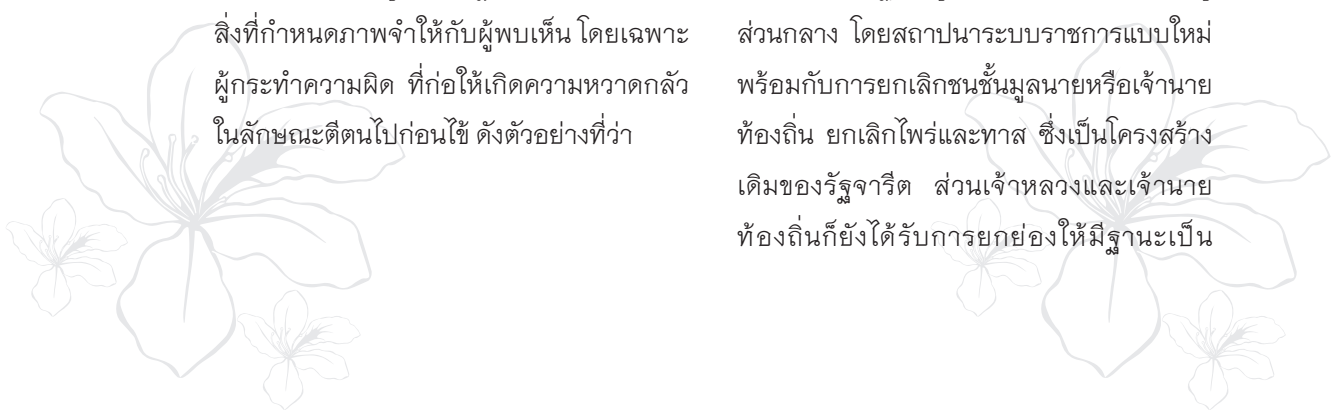 สิ่งที่กำหนดภาพจำให้กับผู้พบเห็น โดยเฉพาะ
ผู้กระทำความผิด ที่ก่อให้เกิดความหวาดกลัว
ในลักษณะตีตนไปก่อนไข้ ดังตัวอย่างที่ว่า
ส่วนกลาง โดยสถาปนาระบบราชการแบบใหม่
พร้อมกับการยกเลิกชนชั้นมูลนายหรือเจ้านาย
ท้องถิ่น ยกเลิกไพร่และทาส ซึ่งเป็นโครงสร้าง
เดิมของรัฐจารีต ส่วนเจ้าหลวงและเจ้านาย
ท้องถิ่นก็ยังได้รับการยกย่องให้มีฐานะเป็น